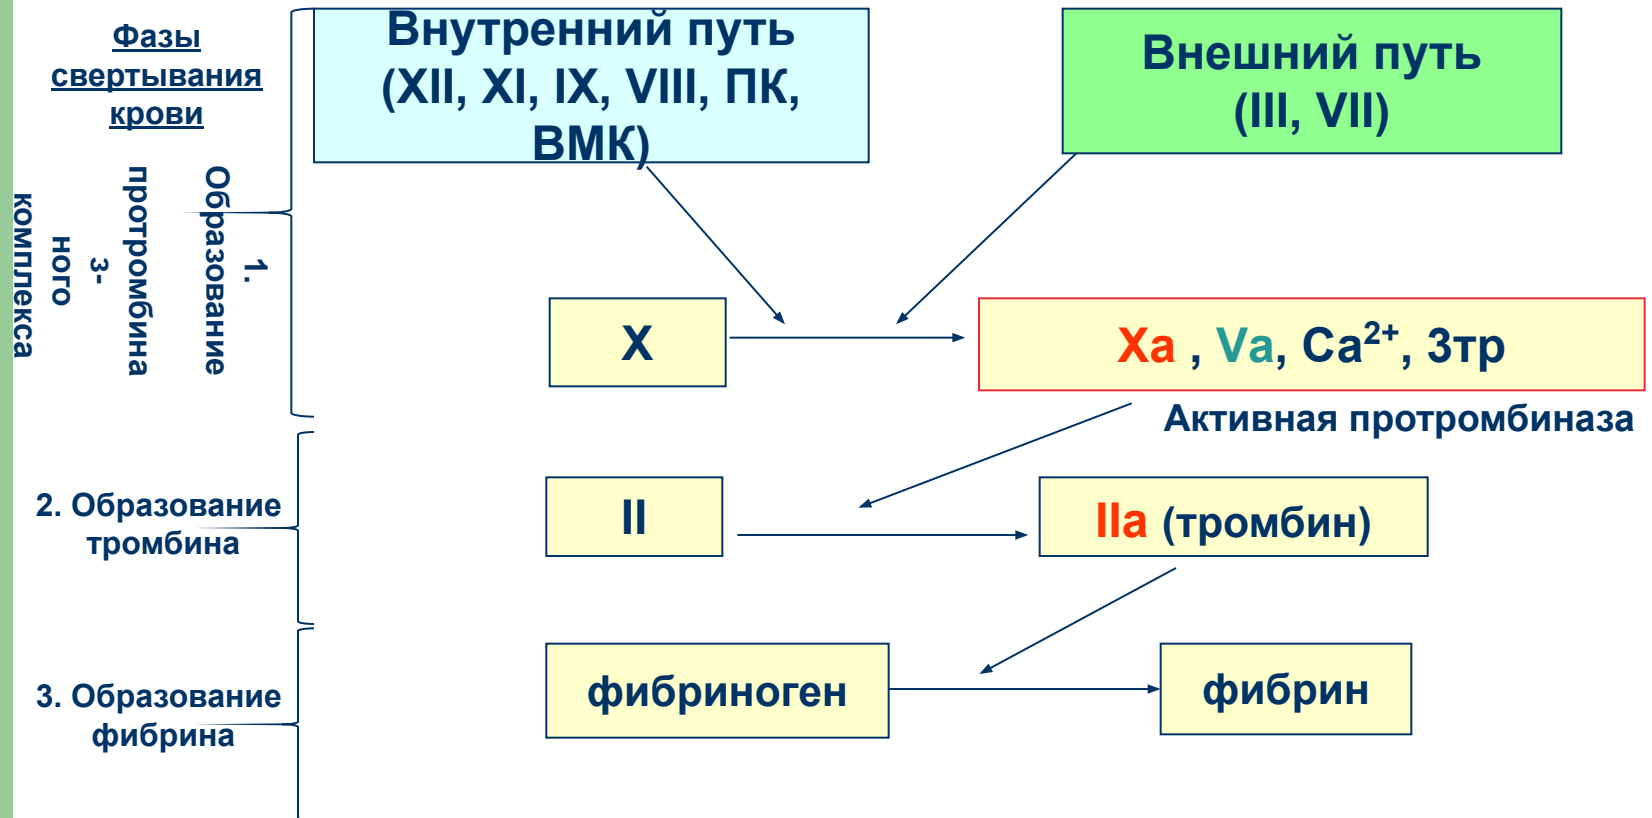 Фазы
свертывания
крови
Внутренний путь
(XII, XI, IX, VIII, ПК,
ВМК)
Внешний путь
(III, VII)
1.
Образование
протромбина
з-
ного
комплекса
X
Xa , Va, Ca²⁺, 3тр
Активная протромбиназа
2. Образование
тромбина
II
IIa (тромбин)
3. Образование
фибрина
фибриноген
фибрин